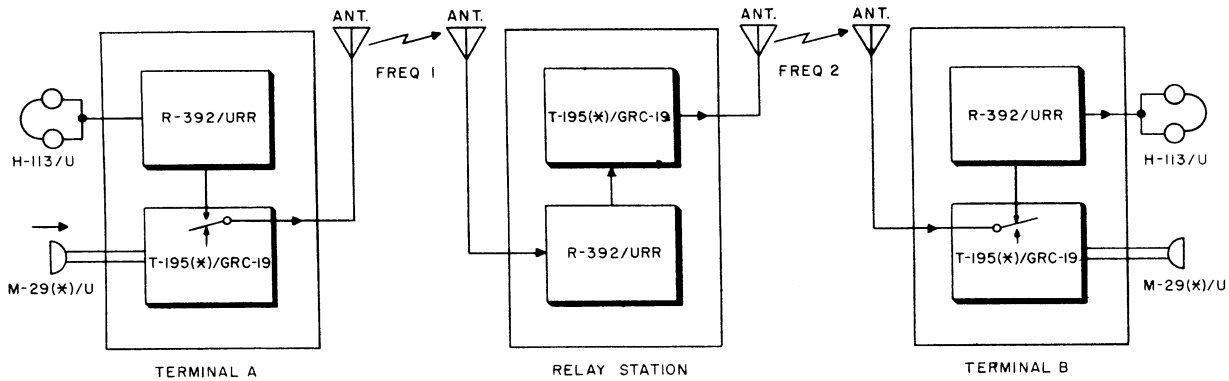 ANT.
FREQ 1
ANT.
ANT.
FREQ 2
ANT.
R-392/URR
H-113/U
T-195(*)/GRC-19
M-29(*)/U
TERMINAL A
T-195(*)/GRC-19
R-392/URR
RELAY STATION
R-392/URR
H-113/U
T-195(*)/GRC-19
M-29(*)/U
TERMINAL B